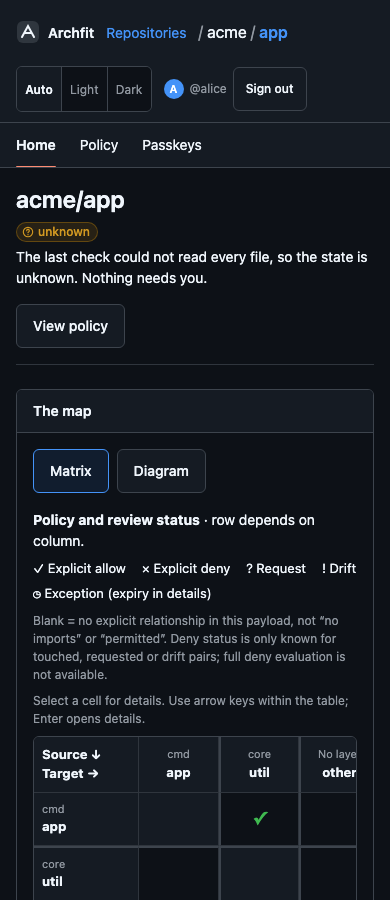 Archfit Repositories / acme / app
Auto Light Dark A @alice Sign out
Home Policy Passkeys
acme/app
unknown
The last check could not read every file, so the state is
unknown. Nothing needs you.
View policy
The map
Matrix Diagram
Policy and review status · row depends on
column.
✓ Explicit allow × Explicit deny ? Request ! Drift
◷ Exception (expiry in details)
Blank = no explicit relationship in this payload, not “no
imports” or “permitted”. Deny status is only known for
touched, requested or drift pairs; full deny evaluation is
not available.
Select a cell for details. Use arrow keys within the table;
Enter opens details.
Source ↓ cmd core No laye
Target → app util other
cmd
app ✓
core
util